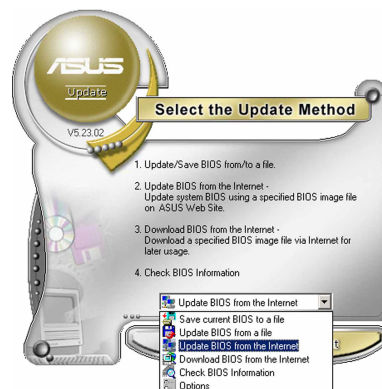 ASUS
Update
V5.23.02
Select the Update Method
1. Update/Save BIOS from/to a file.
2. Update BIOS from the Internet -
Update system BIOS using a specified BIOS image file
on ASUS Web Site.
3. Download BIOS from the Internet -
Download a specified BIOS image file via Internet for
later usage.
4. Check BIOS Information
Update BIOS from the Internet
Save current BIOS to a file
Update BIOS from a file
Update BIOS from the Internet
Download BIOS from the Internet
Check BIOS Information
Options